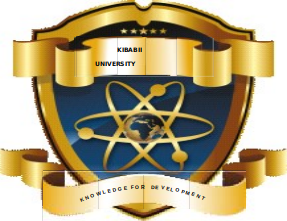 KIBABII
UNIVERSITY
KNOWLEDGE FOR DEVELOPMENT